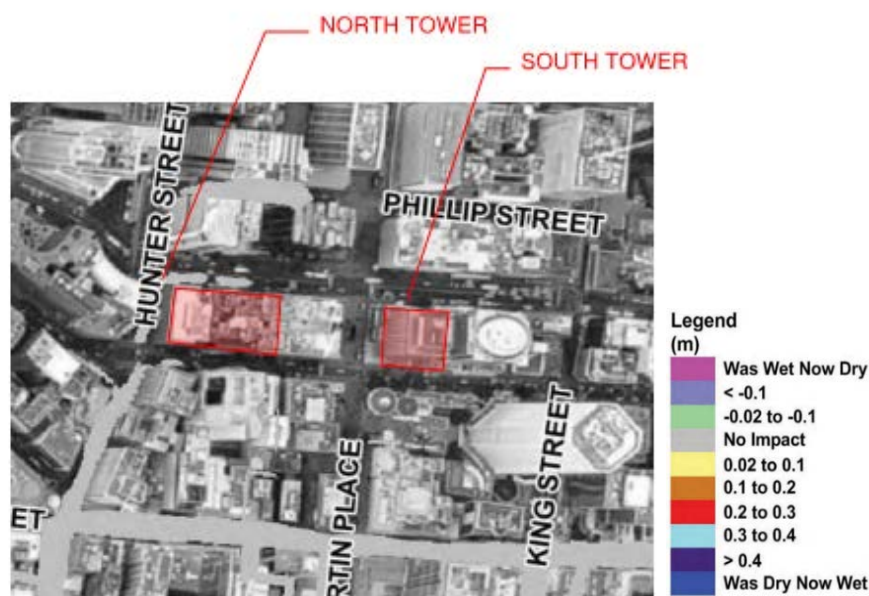 NORTH TOWER
SOUTH TOWER
HUNTER STREET
PHILLIP STREET
KING STREET
RTIN PLACE
ET
Legend
(m)
Was Wet Now Dry
< -0.1
-0.02 to -0.1
No Impact
0.02 to 0.1
0.1 to 0.2
0.2 to 0.3
0.3 to 0.4
> 0.4
Was Dry Now Wet